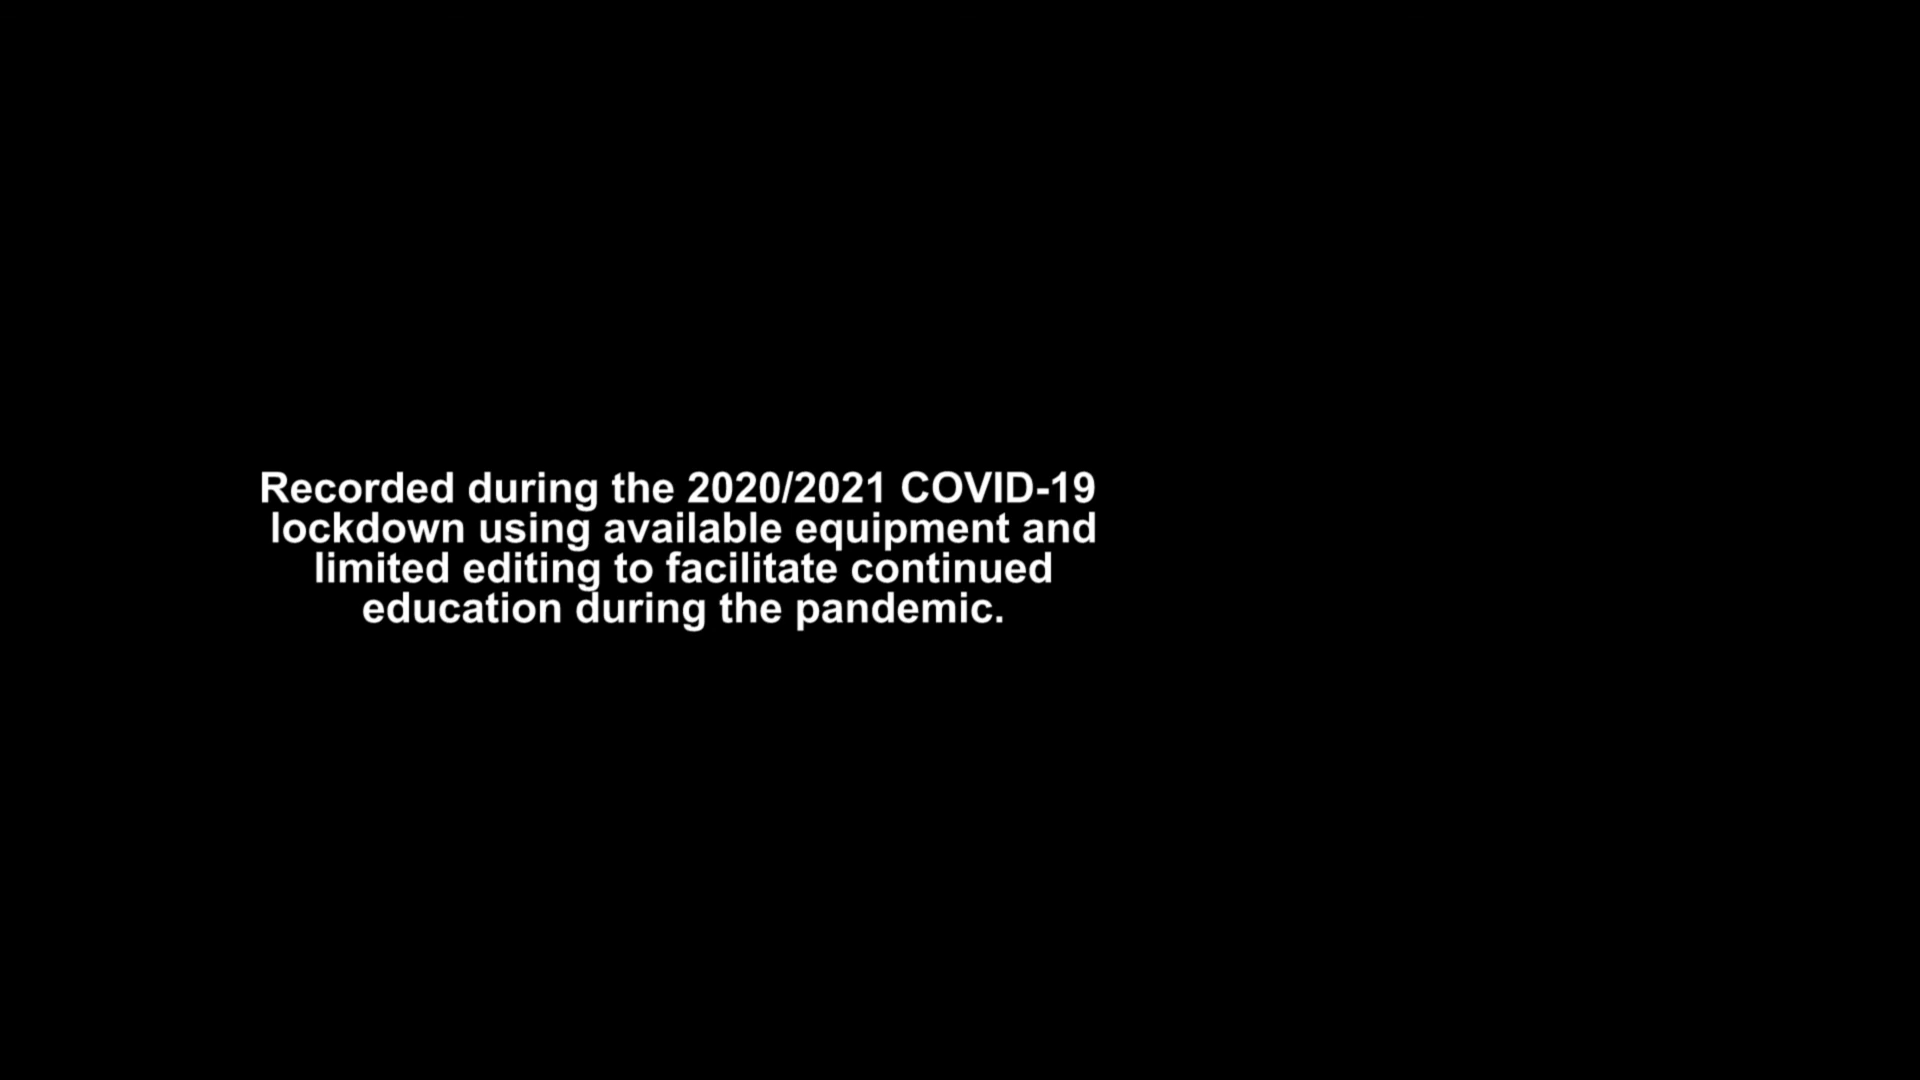 Recorded during the 2020/2021 COVID-19
lockdown using available equipment and
limited editing to facilitate continued
education during the pandemic.